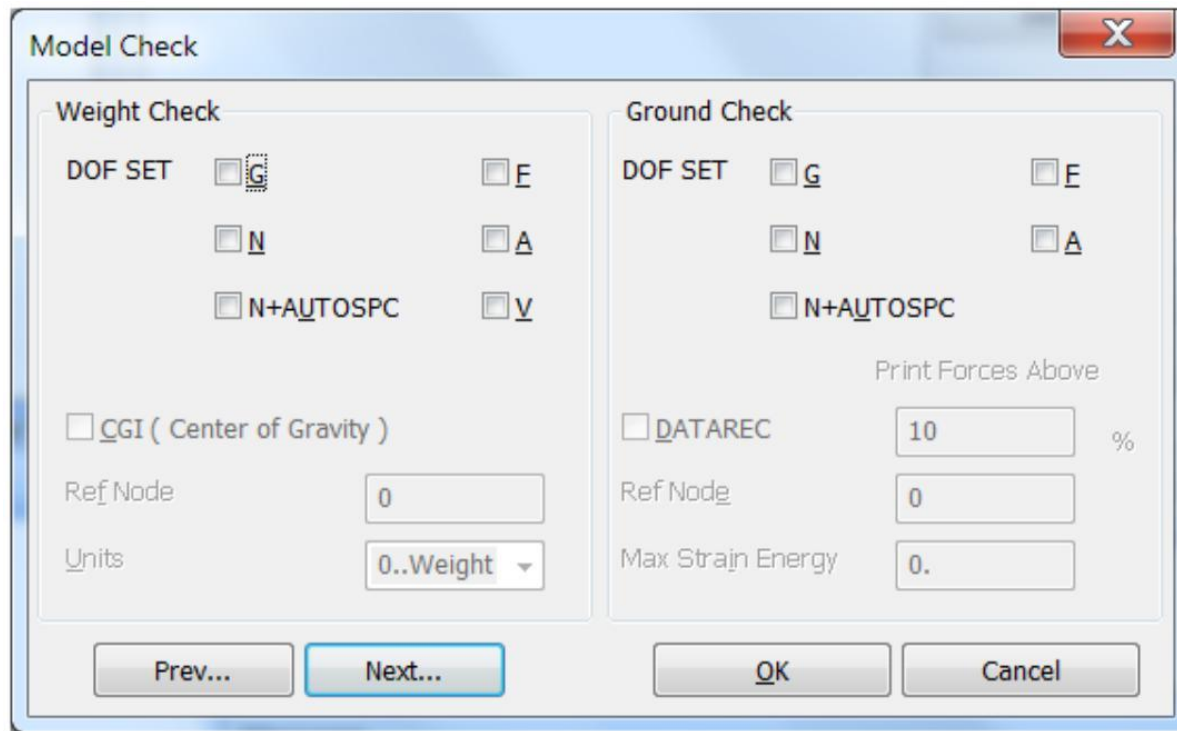 Model Check
X
Weight Check
DOF SET G F
N A
N+AUTOSPC V
CGI ( Center of Gravity )
Ref Node 0
Units 0..Weight
Ground Check
DOF SET G F
N A
N+AUTOSPC
Print Forces Above
DATAREC 10 %
Ref Node 0
Max Strain Energy 0.
Prev... Next... OK Cancel